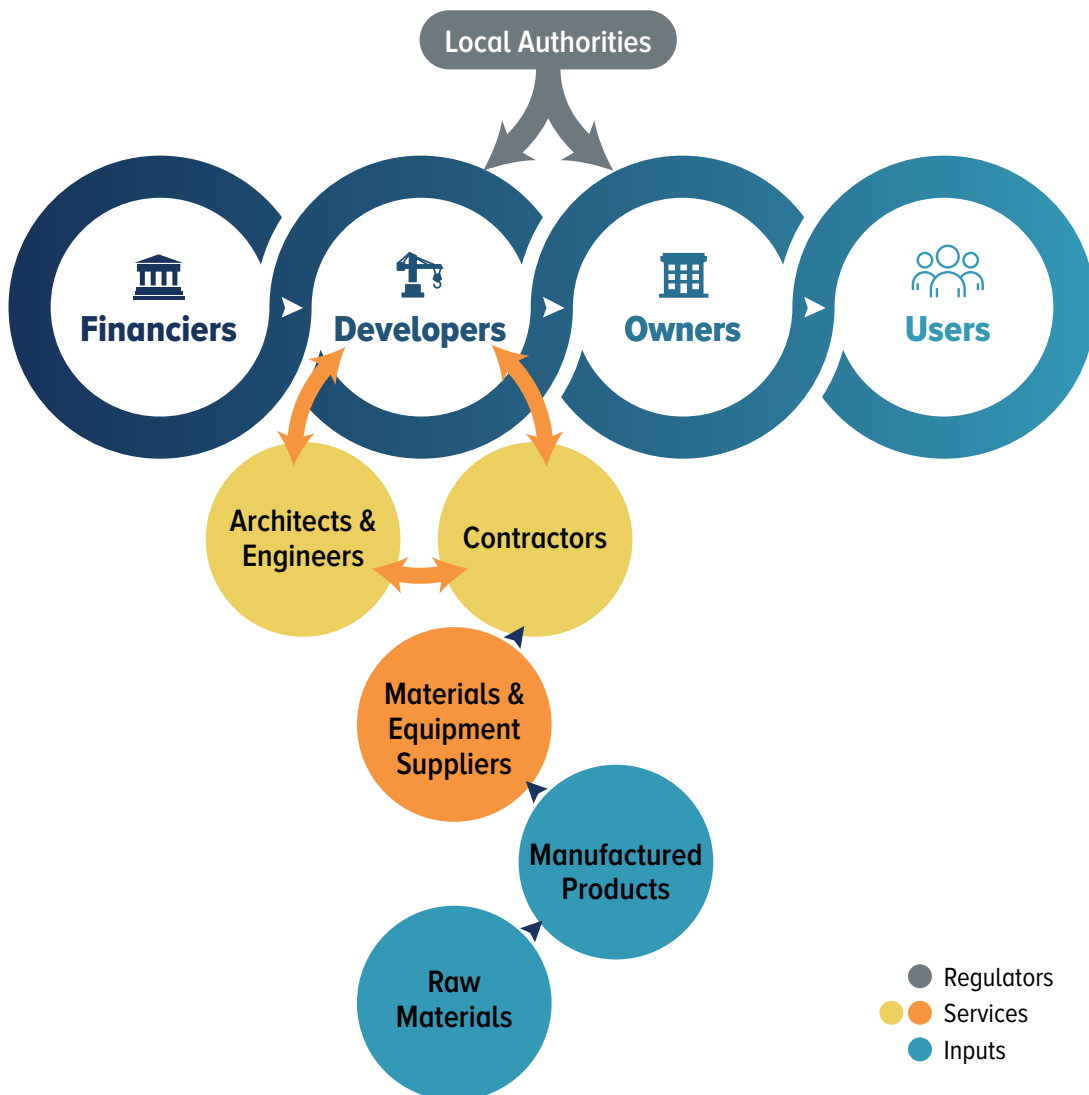 Local Authorities
Financiers
Developers
Owners
Users
Architects &
Engineers
Contractors
Materials &
Equipment
Suppliers
Manufactured
Products
Raw
Materials
Regulators
Services
Inputs